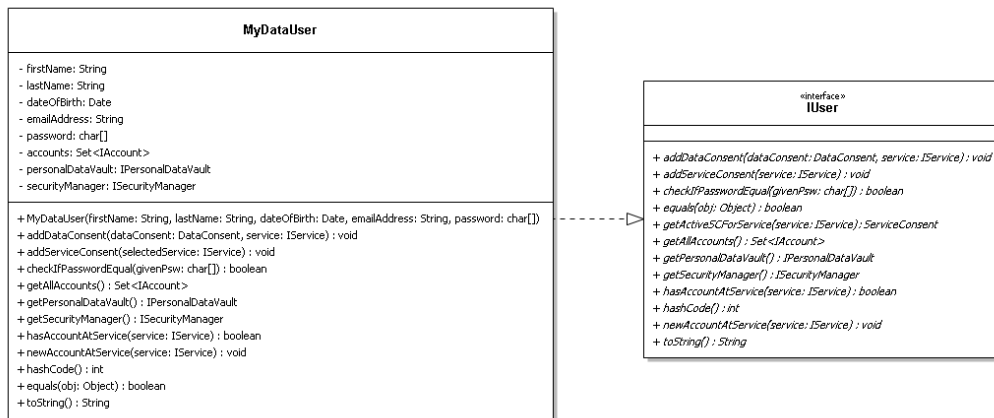 MyDataUser
- firstName: String
- lastName: String
- dateOfBirth: Date
- emailAddress: String
- password: char[]
- accounts: Set<IAccount>
- personalDataVault: IPersonalDataVault
- securityManager: ISecurityManager
+ MyDataUser(firstName: String, lastName: String, dateOfBirth: Date, emailAddress: String, password: char[])
+ addDataConsent(dataConsent: DataConsent, service: IService) : void
+ addServiceConsent(selectedService: IService) : void
+ checkIfPasswordEqual(givenPsw: char[]) : boolean
+ getAllAccounts() : Set<IAccount>
+ getPersonalDataVault() : IPersonalDataVault
+ getSecurityManager() : ISecurityManager
+ hasAccountAtService(service: IService) : boolean
+ newAccountAtService(service: IService) : void
+ hashCode() : int
+ equals(obj: Object) : boolean
+ toString() : String
«interface»
IUser
+ addDataConsent(dataConsent: DataConsent, service: IService) : void
+ addServiceConsent(service: IService) : void
+ checkIfPasswordEqual(givenPsw: char[]) : boolean
+ equals(obj: Object) : boolean
+ getActiveSCForService(service: IService): ServiceConsent
+ getAllAccounts() : Set<IAccount>
+ getPersonalDataVault() : IPersonalDataVault
+ getSecurityManager() : ISecurityManager
+ hasAccountAtService(service: IService) : boolean
+ hashCode() : int
+ newAccountAtService(service: IService) : void
+ toString() : String